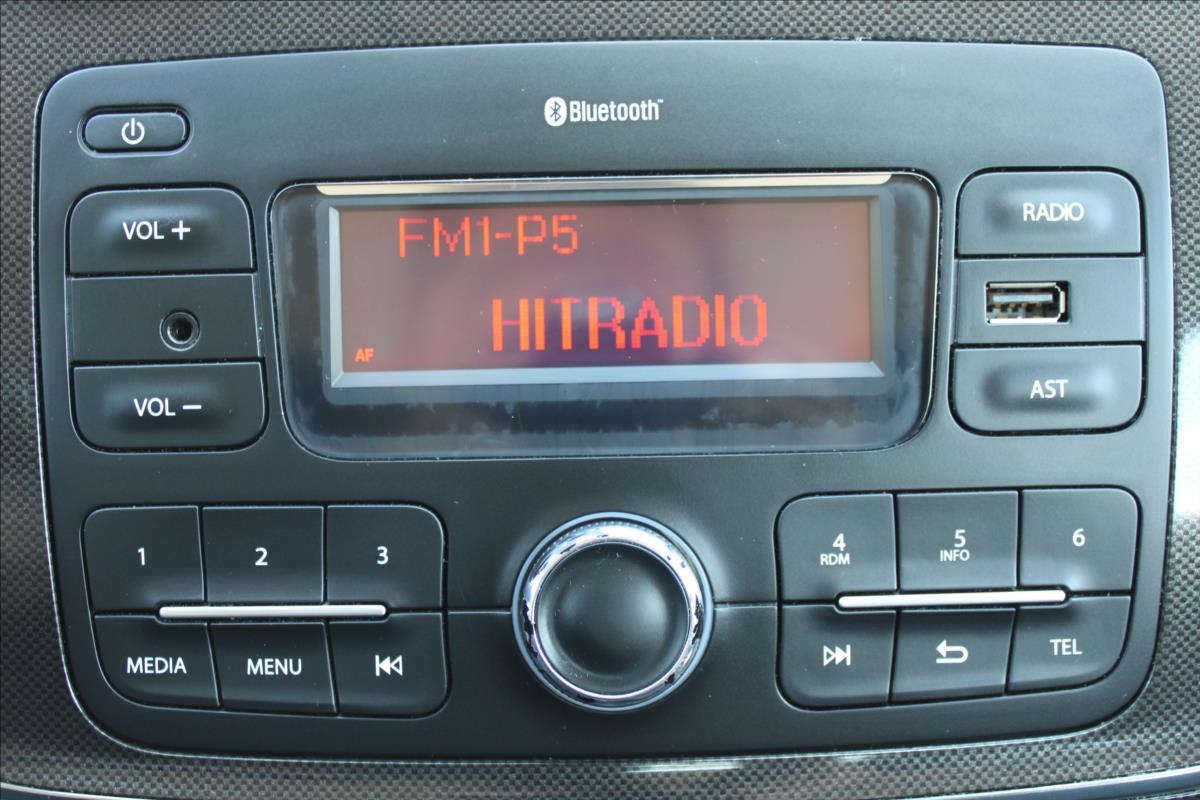 Bluetooth™
VOL +
RADIO
FM1-P5
HITRADIO
AF
VOL −
AST
1
2
3
4
RDM
5
INFO
6
MEDIA
MENU
TEL